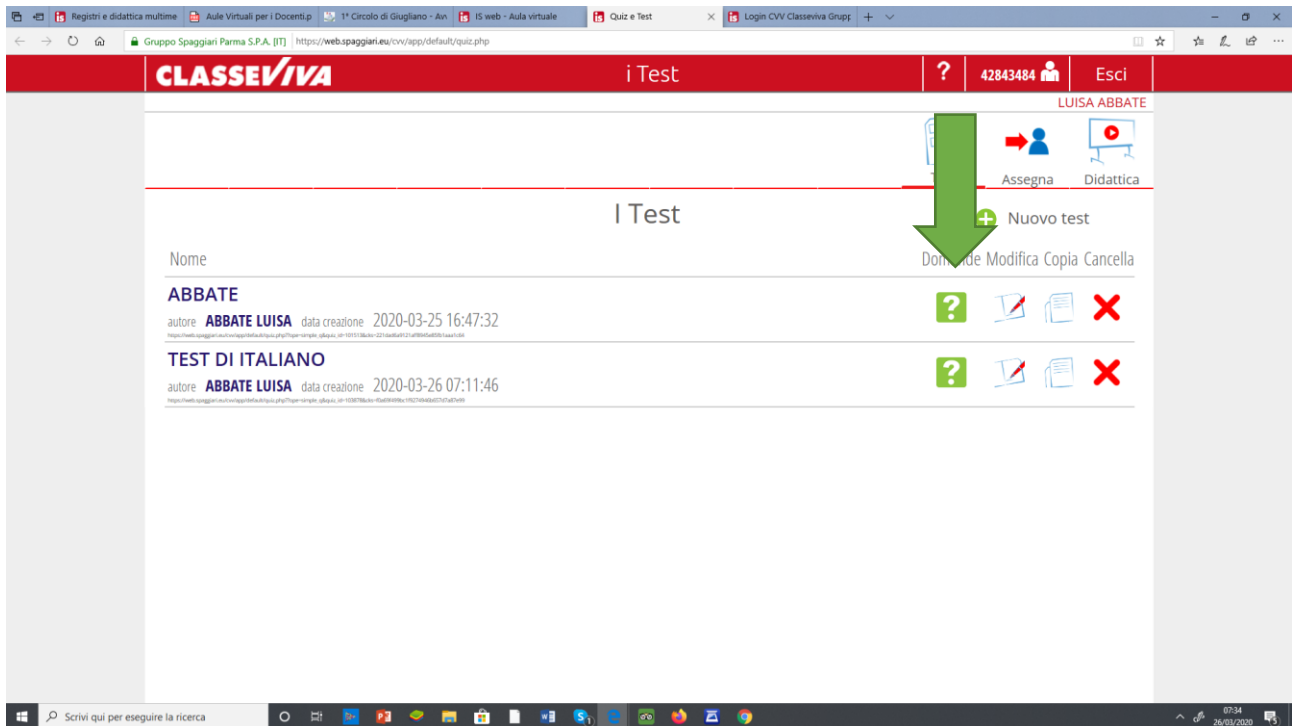 Registri e didattica multime
Aule Virtuali per i Docenti.p
1° Circolo di Giugliano - Avv
IS web - Aula virtuale
Quiz e Test
Login CVV Classeviva Grupp
Gruppo Spaggiari Parma S.P.A. [IT]
https://web.spaggiari.eu/cvv/app/default/quiz.php
CLASSEVIVA
i Test
?
42843484
Esci
LUISA ABBATE
Assegna
Didattica
I Test
Nuovo test
Nome
Modifica Copia Cancella
ABBATE
autore ABBATE LUISA data creazione 2020-03-25 16:47:32
TEST DI ITALIANO
autore ABBATE LUISA data creazione 2020-03-26 07:11:46
Scrivi qui per eseguire la ricerca
07:34
26/03/2020